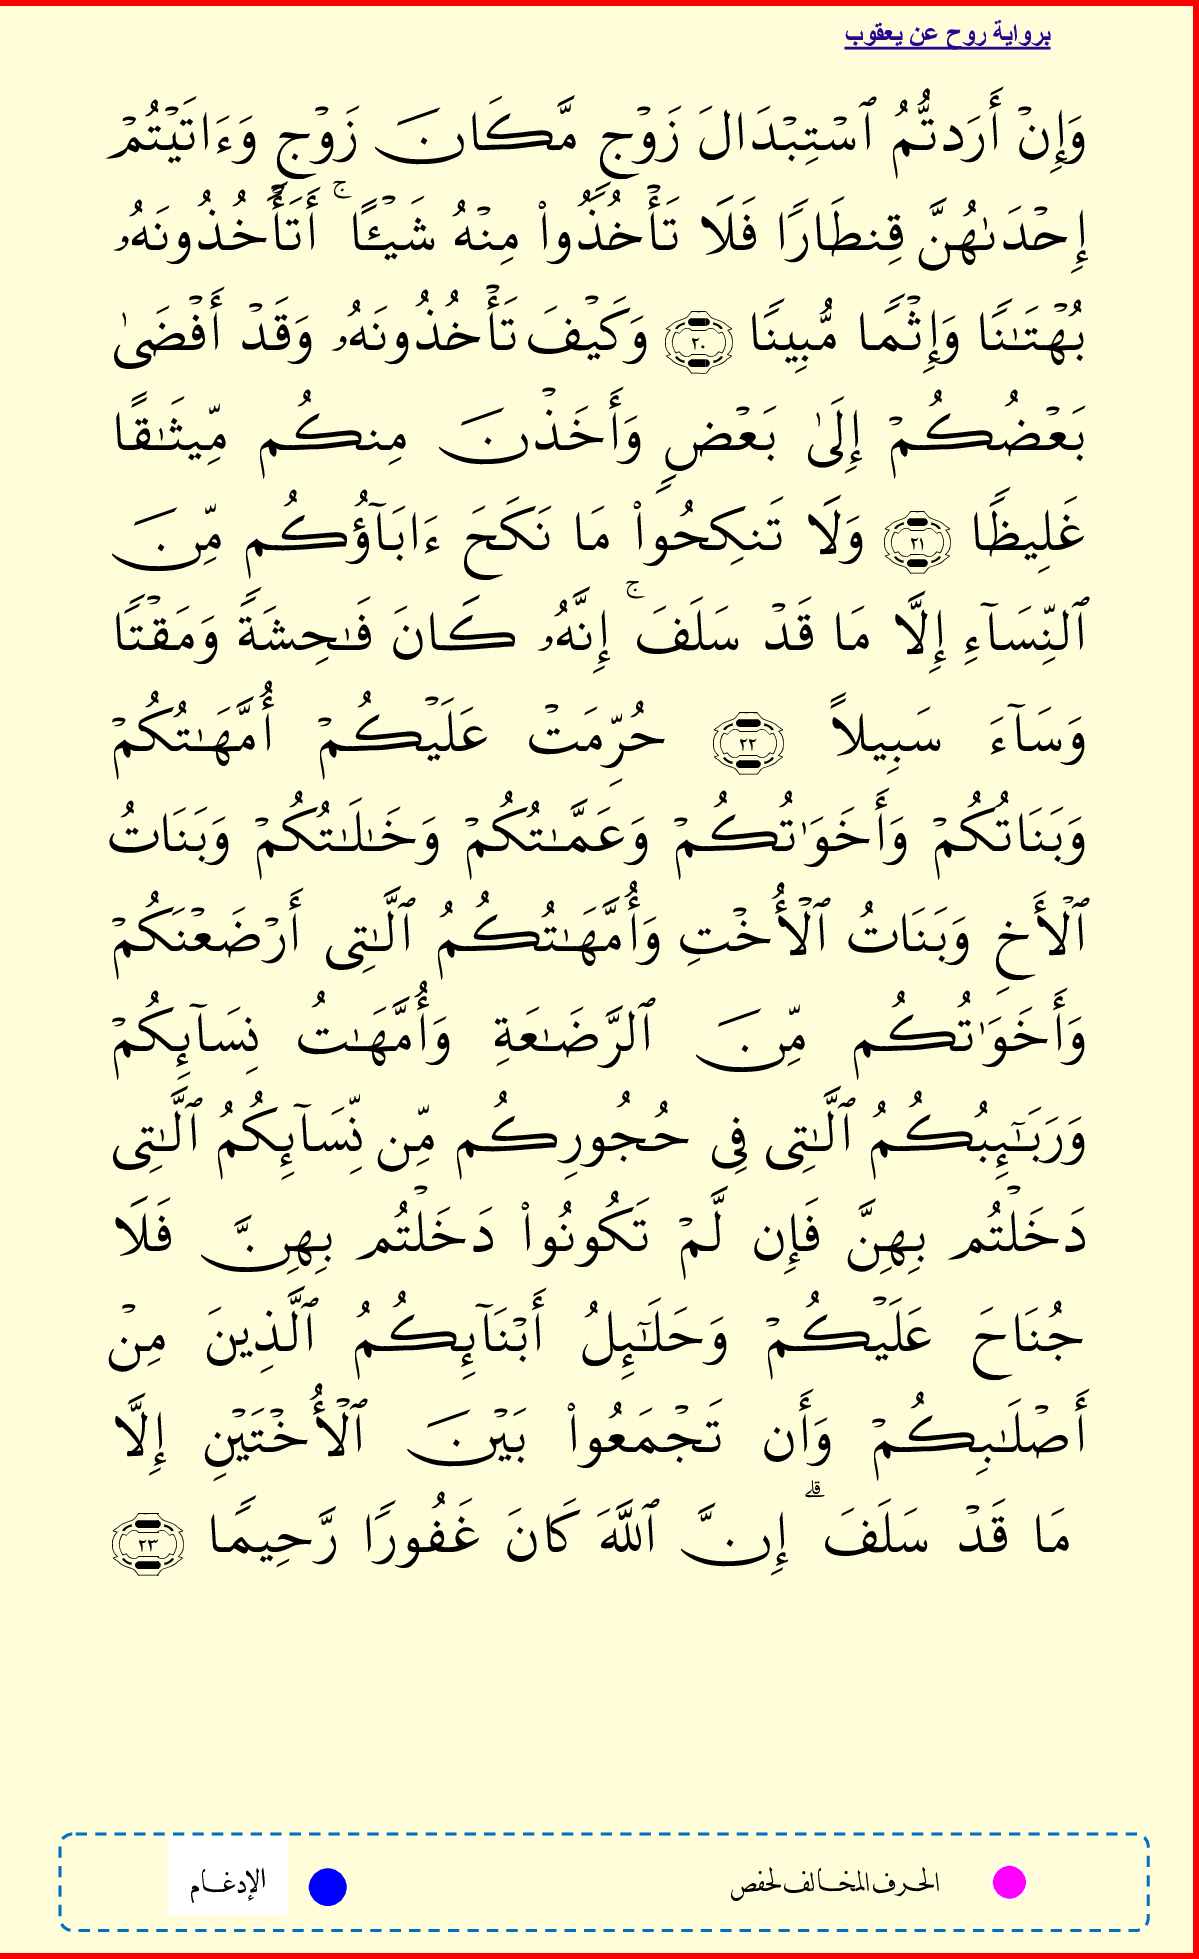 برواية روح عن يعقوب
وَإِنْ أَرَدتُّمُ ٱسْتِبْدَالَ زَوْجٍ مَّكَانَ زَوْجٍ وَءَاتَيْتُمْ
إِحْدَىٰهُنَّ قِنطَارًا فَلَا تَأْخُذُوا۟ مِنْهُ شَيْـًٔا ۚ أَتَأْخُذُونَهُۥ
بُهْتَـٰنًا وَإِثْمًا مُّبِينًا ٢٠ وَكَيْفَ تَأْخُذُونَهُۥ وَقَدْ أَفْضَىٰ
بَعْضُكُمْ إِلَىٰ بَعْضٍ وَأَخَذْنَ مِنكُم مِّيثَـٰقًا
غَلِيظًا ٢١ وَلَا تَنكِحُوا۟ مَا نَكَحَ ءَابَآؤُكُم مِّنَ
ٱلنِّسَآءِ إِلَّا مَا قَدْ سَلَفَ ۚ إِنَّهُۥ كَانَ فَـٰحِشَةً وَمَقْتًا
وَسَآءَ سَبِيلاً ٢٢ حُرِّمَتْ عَلَيْكُمْ أُمَّهَـٰتُكُمْ
وَبَنَاتُكُمْ وَأَخَوَٰتُكُمْ وَعَمَّـٰتُكُمْ وَخَـٰلَـٰتُكُمْ وَبَنَاتُ
ٱلْأَخِ وَبَنَاتُ ٱلْأُخْتِ وَأُمَّهَـٰتُكُمُ ٱلَّـٰتِى أَرْضَعْنَكُمْ
وَأَخَوَٰتُكُم مِّنَ ٱلرَّضَـٰعَةِ وَأُمَّهَـٰتُ نِسَآئِكُمْ
وَرَبَـٰٓئِبُكُمُ ٱلَّـٰتِى فِى حُجُورِكُم مِّن نِّسَآئِكُمُ ٱلَّـٰتِى
دَخَلْتُم بِهِنَّ فَإِن لَّمْ تَكُونُوا۟ دَخَلْتُم بِهِنَّ فَلَا
جُنَاحَ عَلَيْكُمْ وَحَلَـٰٓئِلُ أَبْنَآئِكُمُ ٱلَّذِينَ مِنْ
أَصْلَـٰبِكُمْ وَأَن تَجْمَعُوا۟ بَيْنَ ٱلْأُخْتَيْنِ إِلَّا
مَا قَدْ سَلَفَ ۗ إِنَّ ٱللَّهَ كَانَ غَفُورًا رَّحِيمًا ٢٣
الحرف المخالف لحفص الإدغام